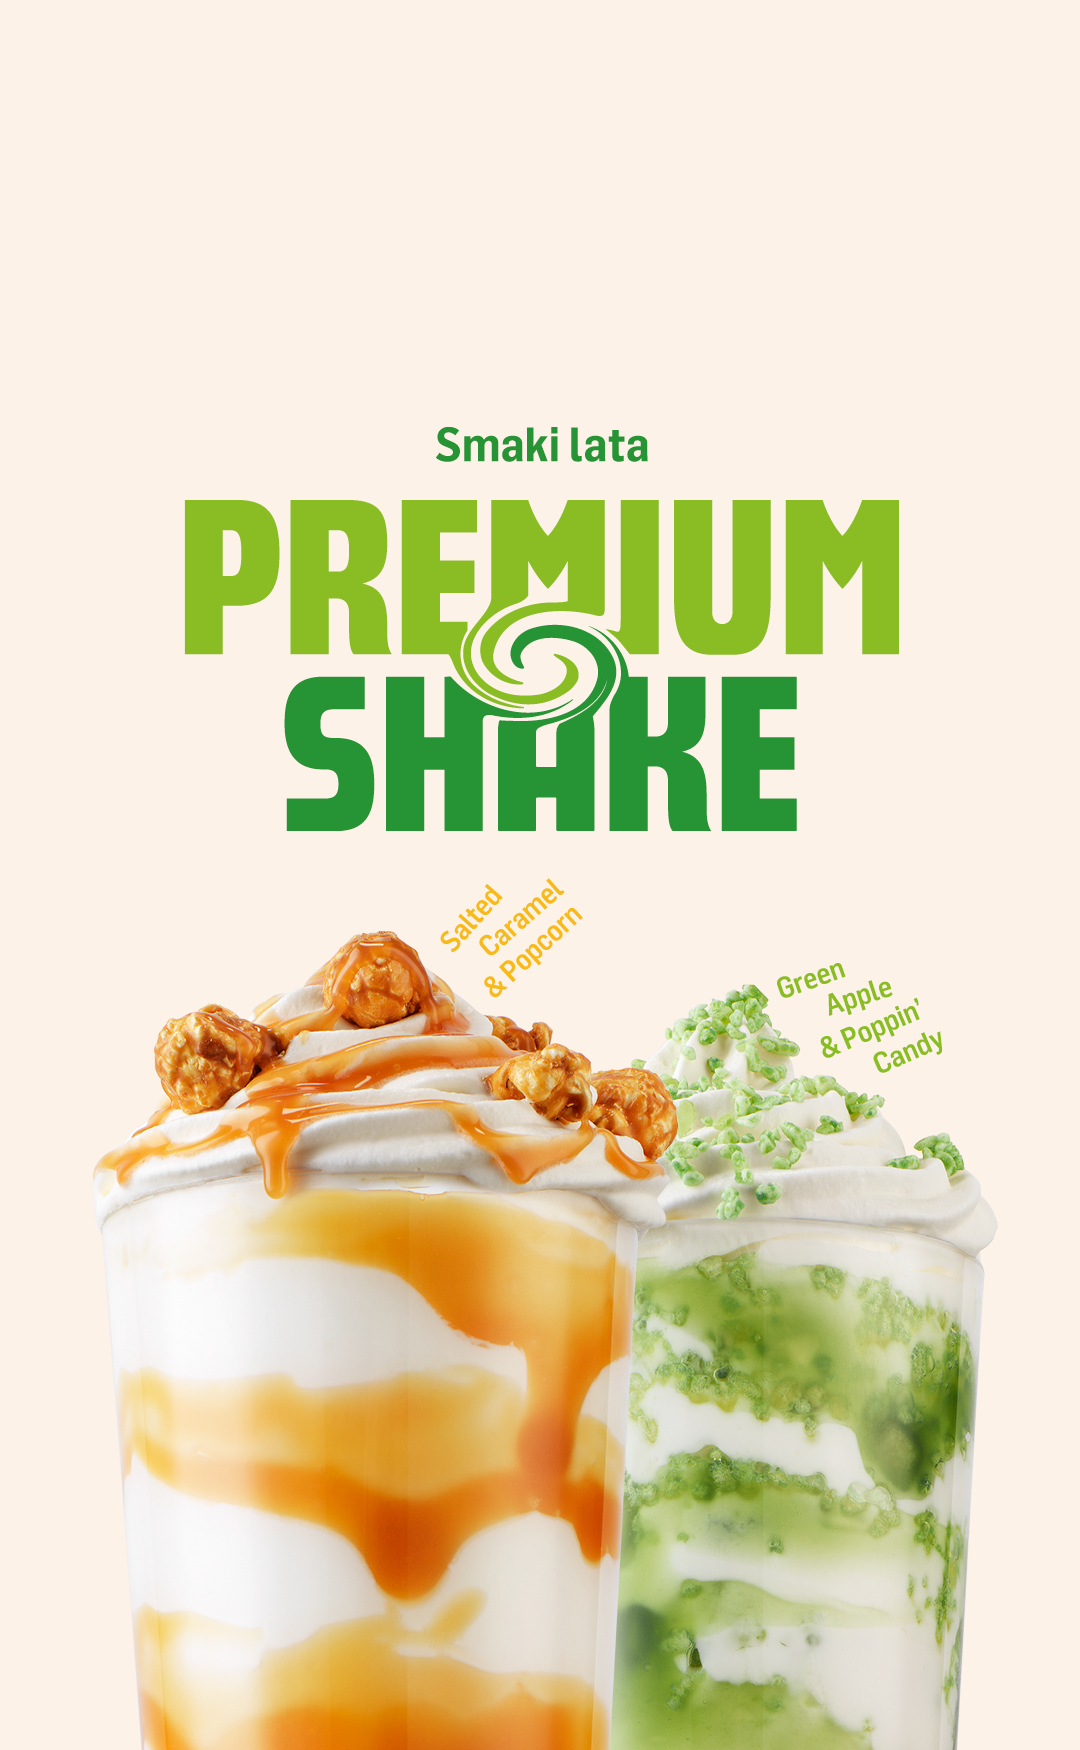 Smaki lata
PREMIUM
SHAKE
Salted
Caramel
& Popcorn
Green
Apple
& Poppin'
Candy